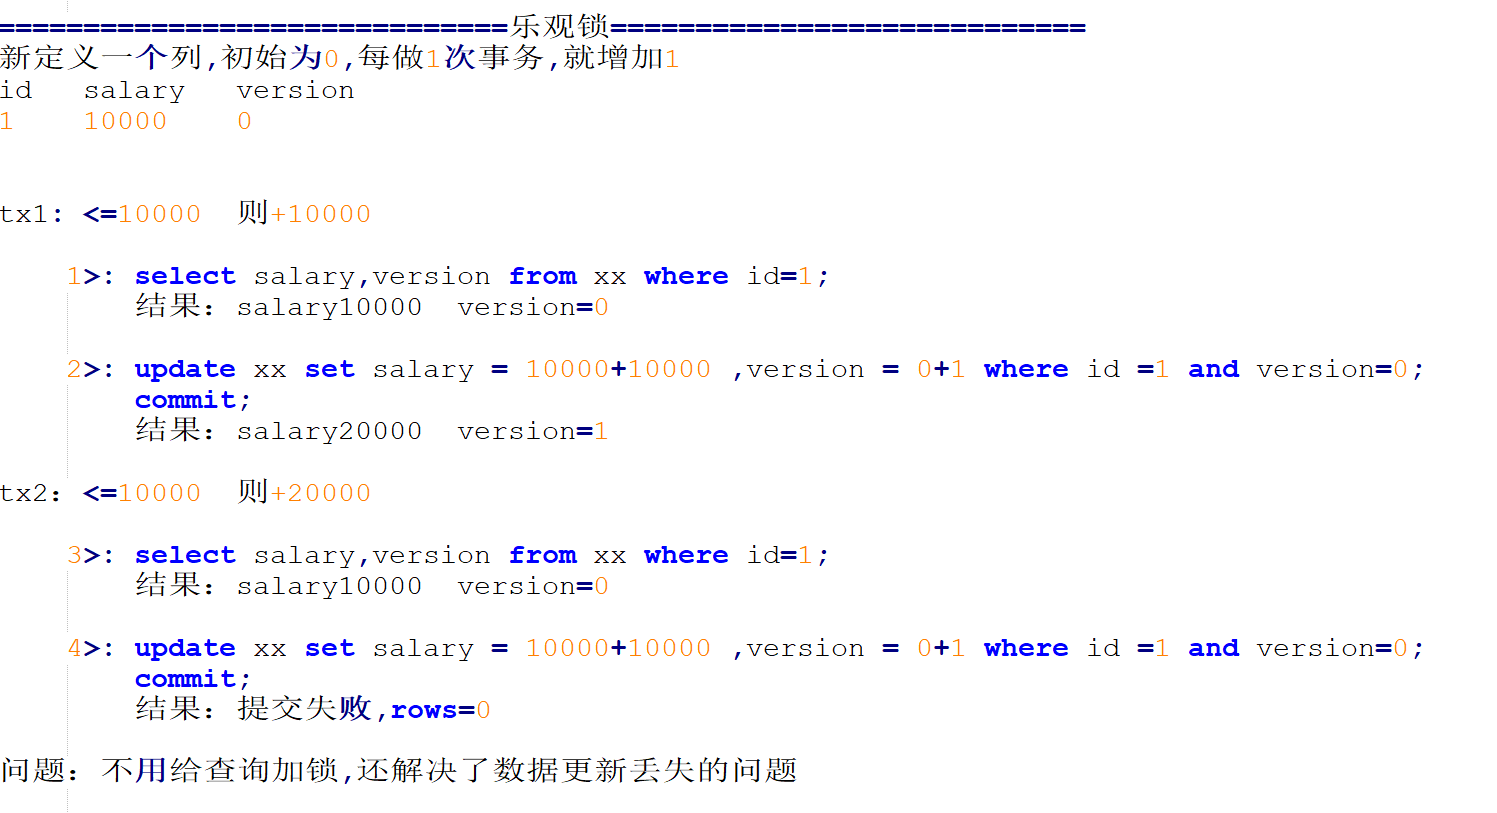 ==============================乐观锁============================
新定义一个列,初始为0,每做1次事务,就增加1
id   salary   version
1    10000    0
tx1: <=10000  则+10000
1>: select salary,version from xx where id=1;
结果: salary10000  version=0
2>: update xx set salary = 10000+10000 ,version = 0+1 where id =1 and version=0;
commit;
结果: salary20000  version=1
tx2: <=10000  则+20000
3>: select salary,version from xx where id=1;
结果: salary10000  version=0
4>: update xx set salary = 10000+10000 ,version = 0+1 where id =1 and version=0;
commit;
结果: 提交失败,rows=0
问题: 不用给查询加锁,还解决了数据更新丢失的问题